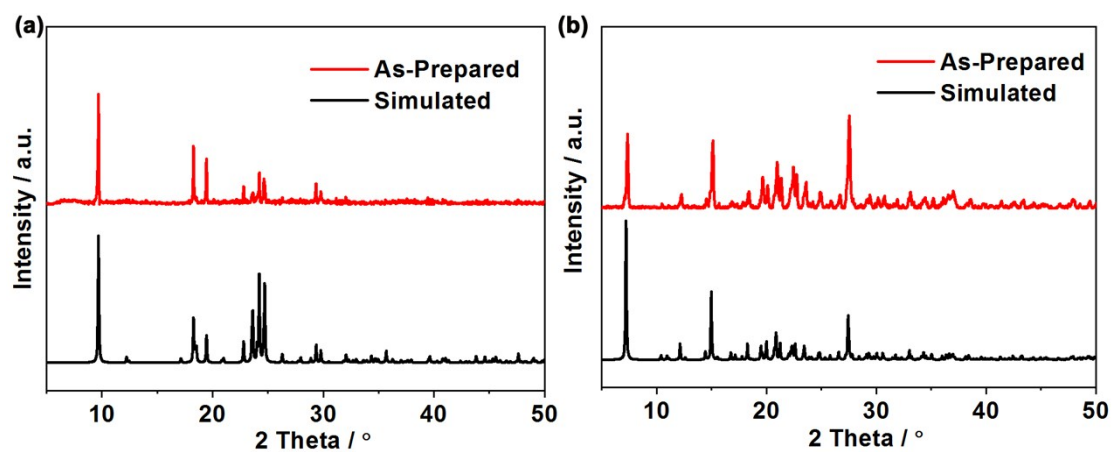 (a)
As-Prepared
Simulated
Intensity / a.u.
10 20 30 40 50
2 Theta / °
(b)
As-Prepared
Simulated
Intensity / a.u.
10 20 30 40 50
2 Theta / °